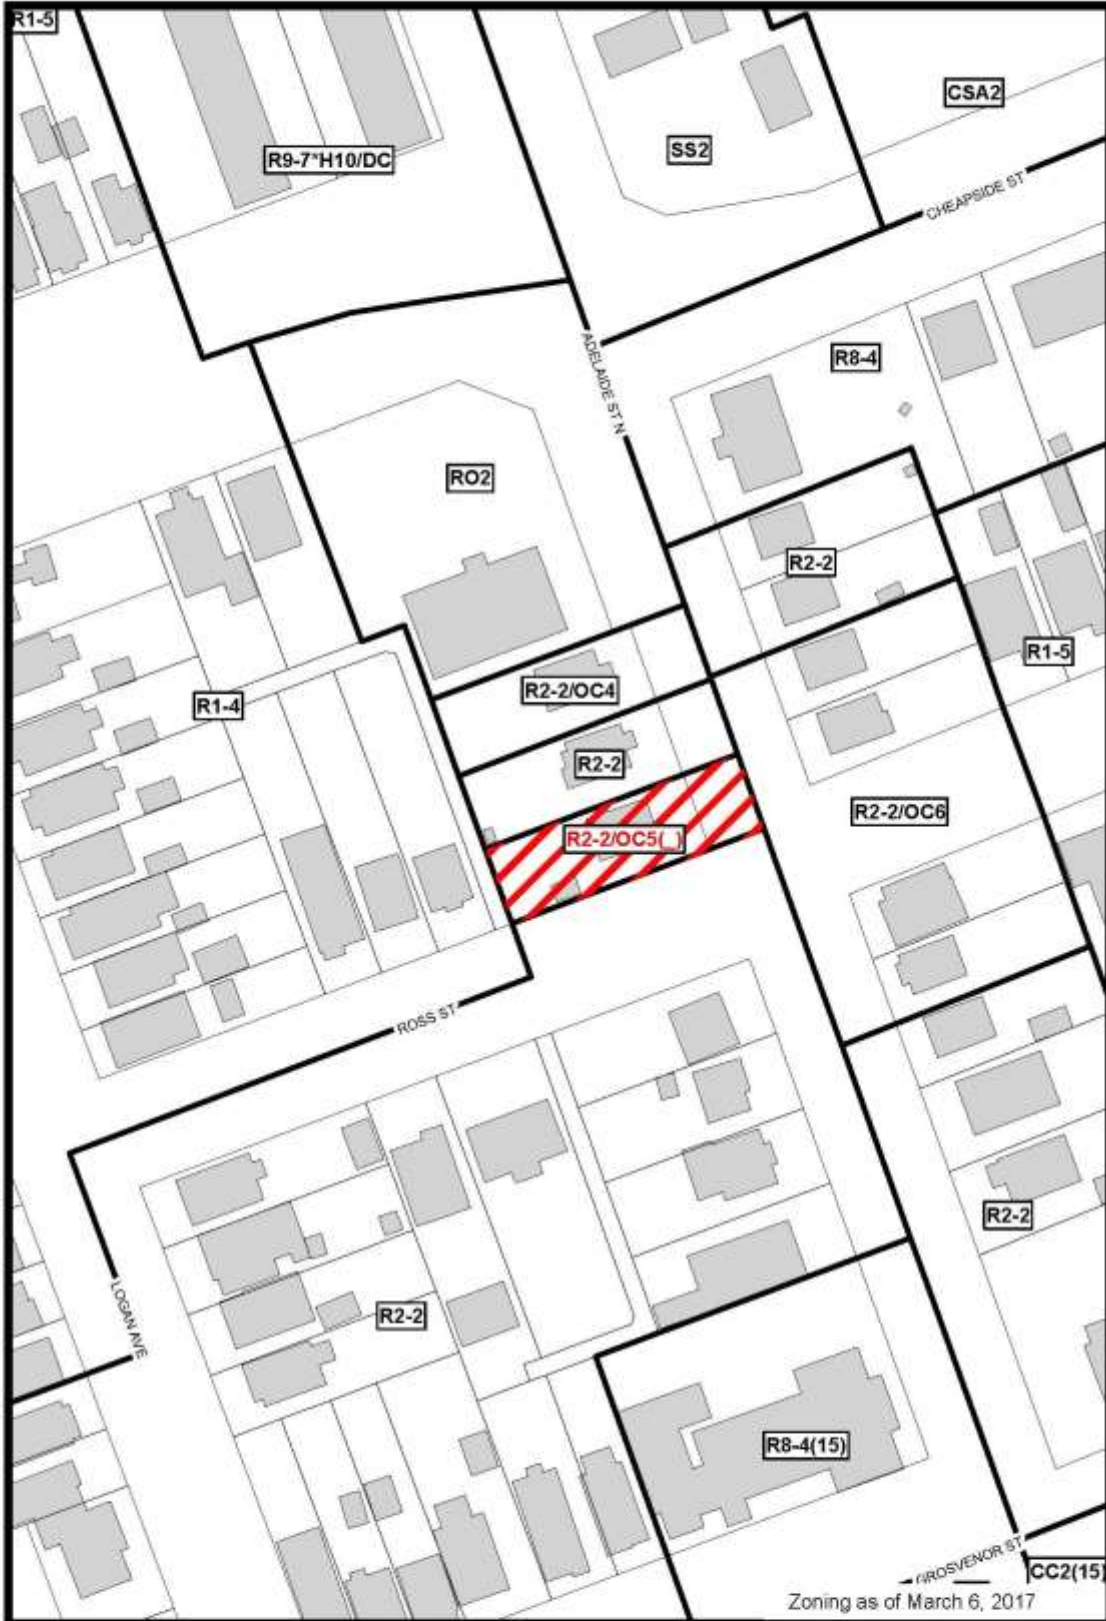 R1-5
CSA2
SS2
R9-7*H10/DC
CHEAPSIDE ST
ADELAIDE ST N
R8-4
RO2
R2-2
R1-5
R2-2/OC4
R1-4
R2-2
R2-2/OC6
R2-2/OC5(_)
ROSS ST
R2-2
LOGAN AVE
R2-2
R8-4(15)
GROSVENOR ST
CC2(15)
Zoning as of March 6, 2017